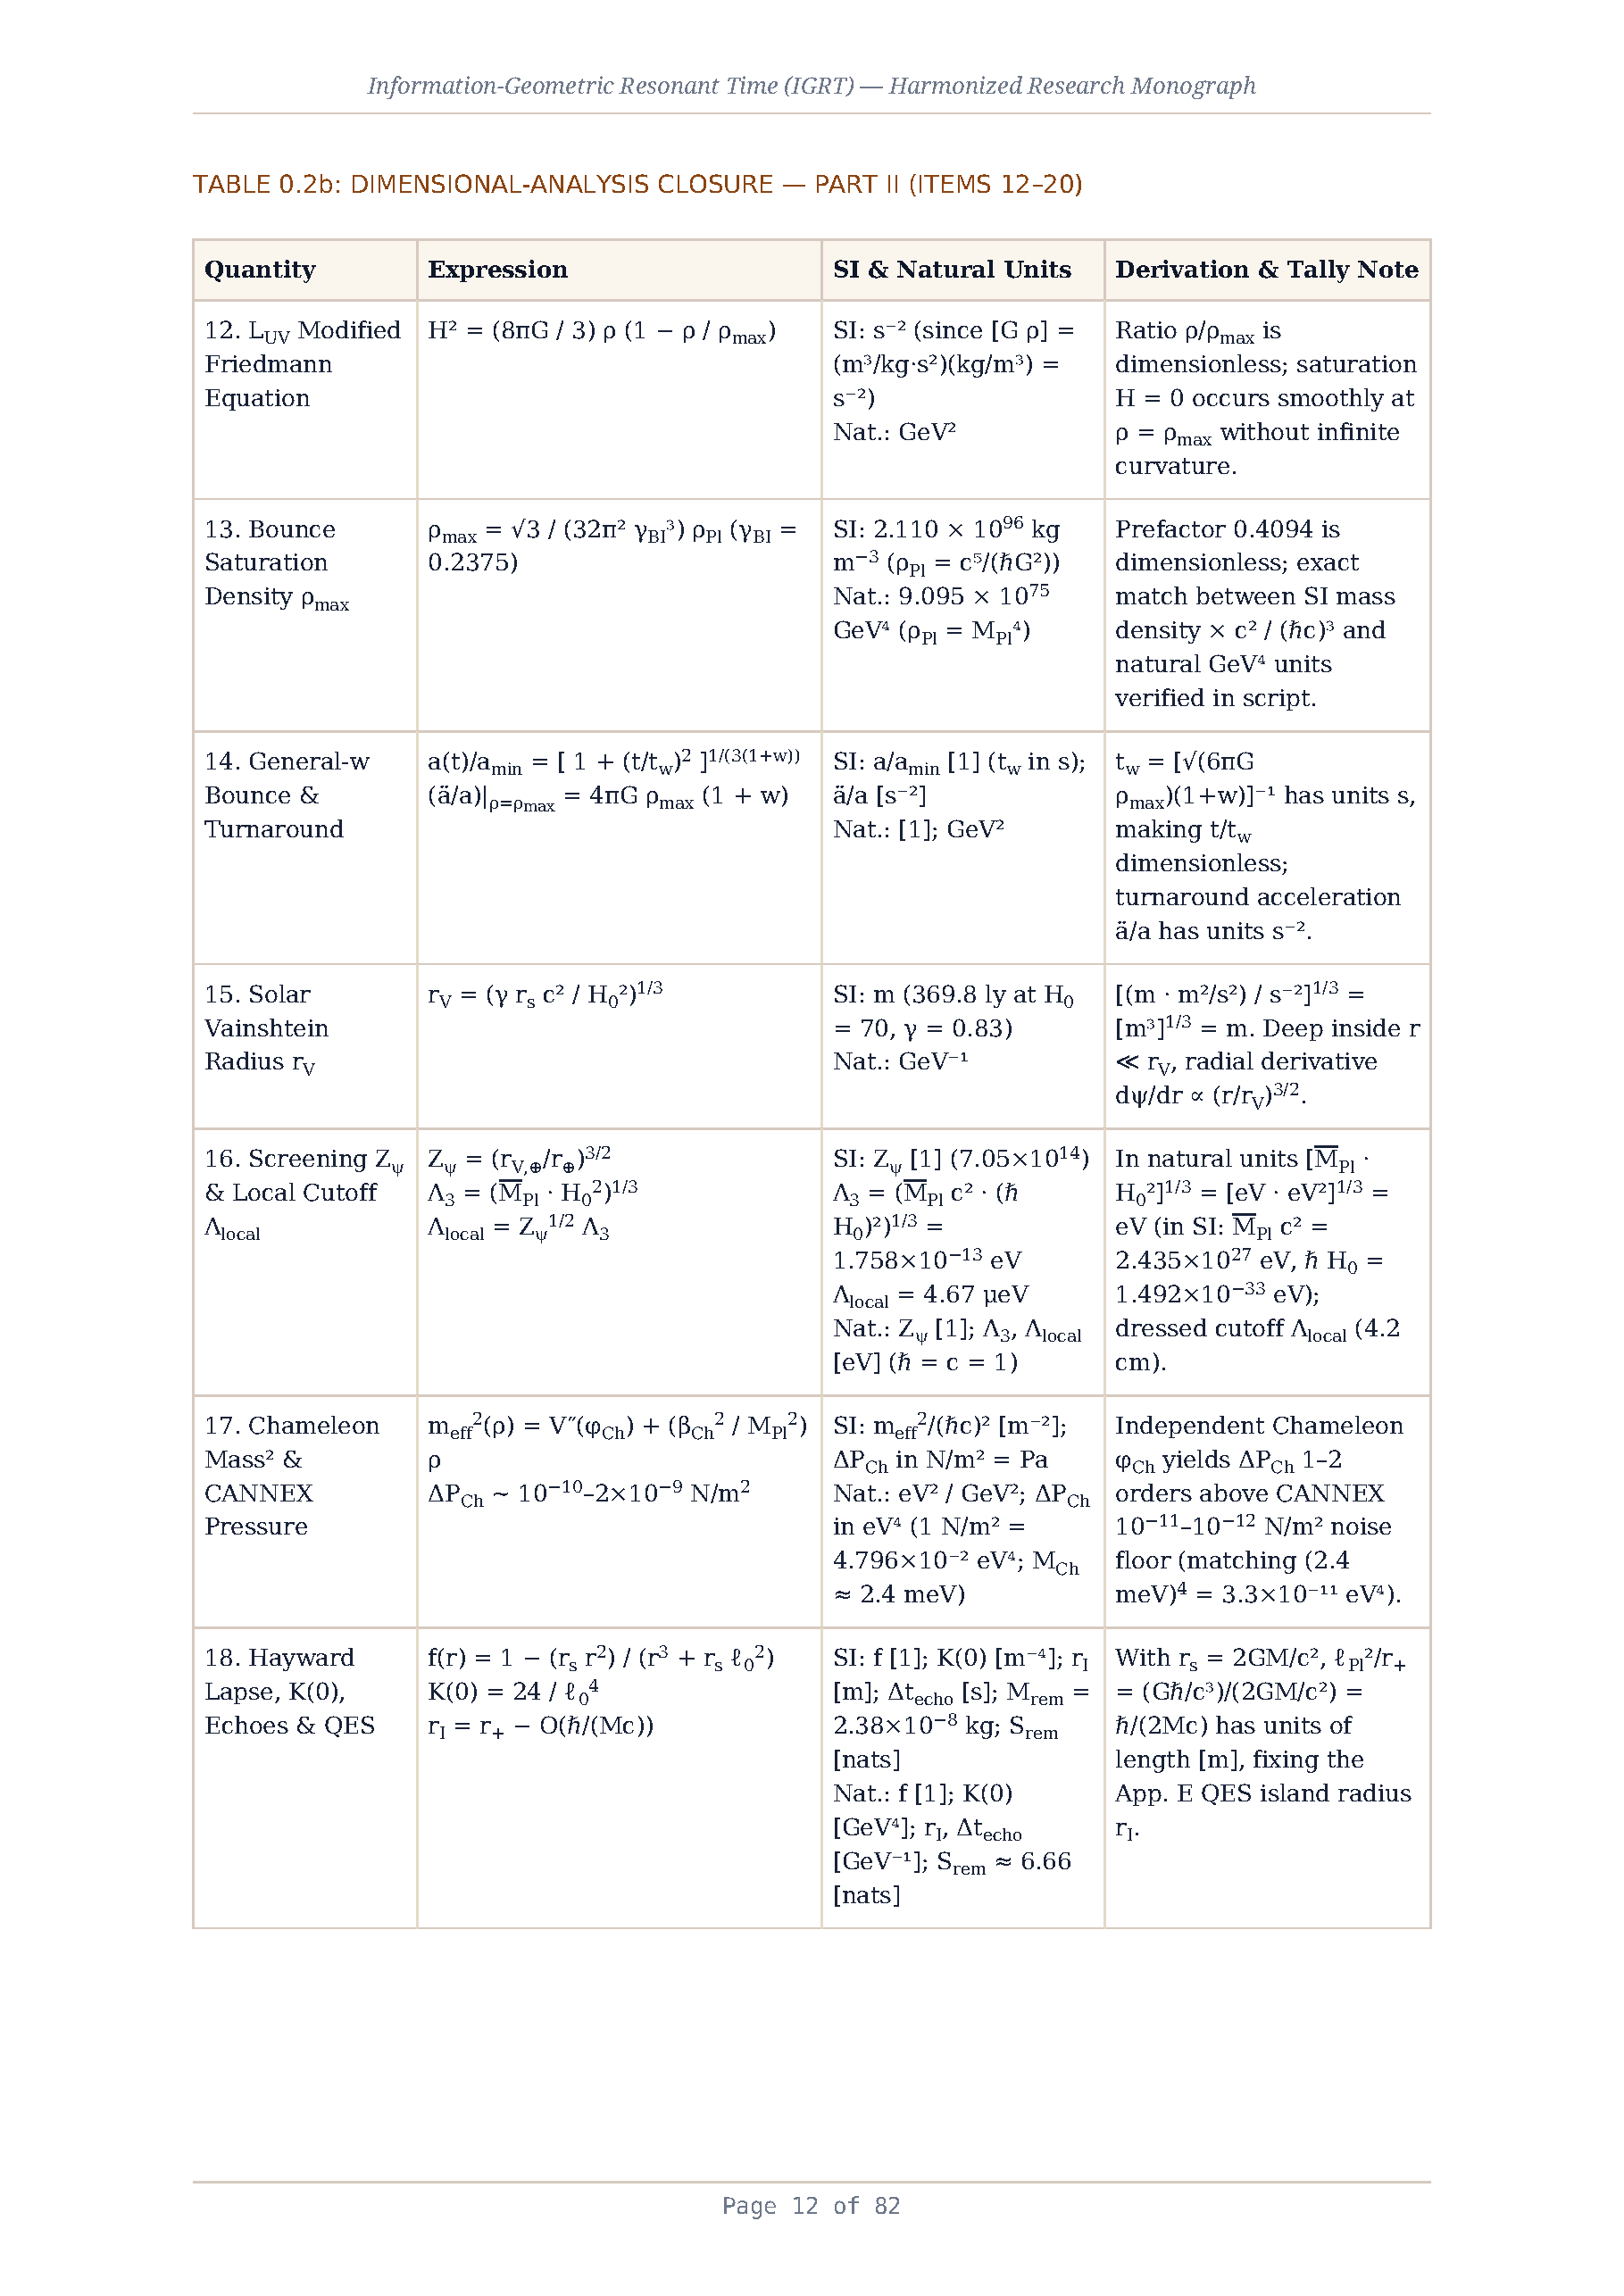 Information-Geometric Resonant Time (IGRT) — Harmonized Research Monograph
TABLE 0.2b: DIMENSIONAL-ANALYSIS CLOSURE — PART II (ITEMS 12–20)
Quantity
Expression
SI & Natural Units
Derivation & Tally Note
12. L_UV Modified
Friedmann
Equation
H² = (8πG / 3) ρ (1 − ρ / ρ_max)
SI: s⁻² (since [G ρ] =
(m³/kg·s²)(kg/m³) =
s⁻²)
Nat.: GeV²
Ratio ρ/ρ_max is
dimensionless; saturation
H = 0 occurs smoothly at
ρ = ρ_max without infinite
curvature.
13. Bounce
Saturation
Density ρ_max
ρ_max = √3 / (32π² γ_BI³) ρ_Pl (γ_BI =
0.2375)
SI: 2.110 × 10⁹⁶ kg
m⁻³ (ρ_Pl = c⁵/(ℏG²))
Nat.: 9.095 × 10⁷⁵
GeV⁴ (ρ_Pl = M_Pl⁴)
Prefactor 0.4094 is
dimensionless; exact
match between SI mass
density × c² / (ℏc)³ and
natural GeV⁴ units
verified in script.
14. General-w
Bounce &
Turnaround
a(t)/a_min = [ 1 + (t/t_w)² ]^1/(3(1+w))
(ä/a)|_ρ=ρ_max = 4πG ρ_max (1 + w)
SI: a/a_min [1] (t_w in s);
ä/a [s⁻²]
Nat.: [1]; GeV²
t_w = [√(6πG
ρ_max)(1+w)]⁻¹ has units s,
making t/t_w
dimensionless;
turnaround acceleration
ä/a has units s⁻².
15. Solar
Vainshtein
Radius r_V
r_V = (γ r_s c² / H₀²)^1/3
SI: m (369.8 ly at H₀
= 70, γ = 0.83)
Nat.: GeV⁻¹
[(m · m²/s²) / s⁻²]^1/3 =
[m³]^1/3 = m. Deep inside r
≪ r_V, radial derivative
dψ/dr ∝ (r/r_V)^3/2.
16. Screening Z_ψ
& Local Cutoff
Λ_local
Z_ψ = (r_V,⊕/r_⊕)^3/2
Λ₃ = (M̅_Pl · H₀²)^1/3
Λ_local = Z_ψ^1/2 Λ₃
SI: Z_ψ [1] (7.05×10¹⁴)
Λ₃ = (M̅_Pl c² · (ℏ
H₀)²)^1/3 =
1.758×10⁻¹³ eV
Λ_local = 4.67 μeV
Nat.: Z_ψ [1]; Λ₃, Λ_local
[eV] (ℏ = c = 1)
In natural units [M̅_Pl ·
H₀²]^1/3 = [eV · eV²]^1/3 =
eV (in SI: M̅_Pl c² =
2.435×10²⁷ eV, ℏ H₀ =
1.492×10⁻³³ eV);
dressed cutoff Λ_local (4.2
cm).
17. Chameleon
Mass² &
CANNEX
Pressure
m_eff²(ρ) = V″(φ_Ch) + (β_Ch² / M_Pl²)
ρ
ΔP_Ch ~ 10⁻¹⁰–2×10⁻⁹ N/m²
SI: m_eff²/(ℏc)² [m⁻²];
ΔP_Ch in N/m² = Pa
Nat.: eV² / GeV²; ΔP_Ch
in eV⁴ (1 N/m² =
4.796×10⁻² eV⁴; M_Ch
≈ 2.4 meV)
Independent Chameleon
φ_Ch yields ΔP_Ch 1–2
orders above CANNEX
10⁻¹¹–10⁻¹² N/m² noise
floor (matching (2.4
meV)⁴ = 3.3×10⁻¹¹ eV⁴).
18. Hayward
Lapse, K(0),
Echoes & QES
f(r) = 1 − (r_s r²) / (r³ + r_s ℓ₀²)
K(0) = 24 / ℓ₀⁴
r_I = r₊ − O(ℏ/(Mc))
SI: f [1]; K(0) [m⁻⁴]; r_I
[m]; Δt_echo [s]; M_rem =
2.38×10⁻⁸ kg; S_rem
[nats]
Nat.: f [1]; K(0)
[GeV⁴]; r_I, Δt_echo
[GeV⁻¹]; S_rem ≈ 6.66
[nats]
With r_s = 2GM/c², ℓ_Pl²/r₊
= (Gℏ/c³)/(2GM/c²) =
ℏ/(2Mc) has units of
length [m], fixing the
App. E QES island radius
r_I.
Page 12 of 82